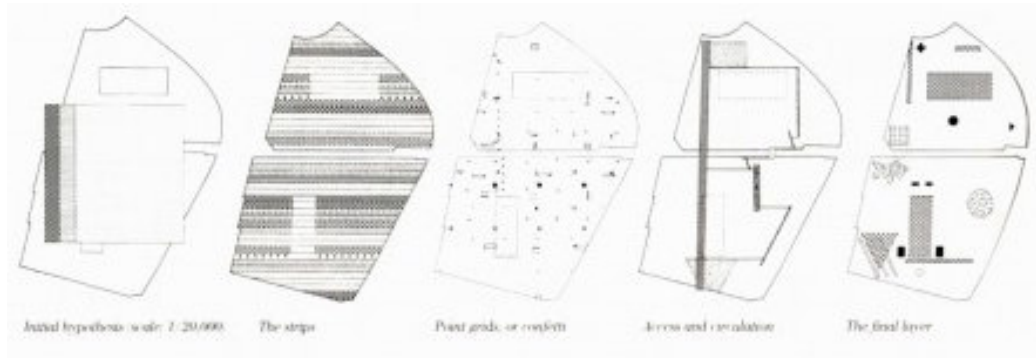 Initial hypothesis: scale: 1:20,000.
The strips
Point grids, or confetti
Access and circulation
The final layer